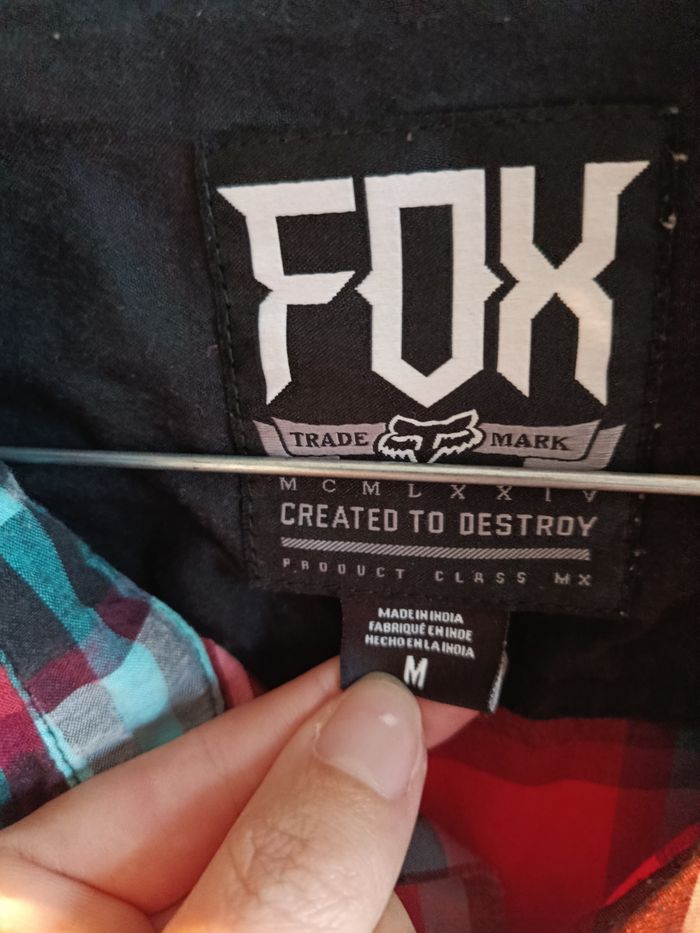 FOX
TRADE MARK
MCMLXXIV
CREATED TO DESTROY
PRODUCT CLASS MX
MADE IN INDIA
FABRIQUÉ EN INDE
HECHO EN LA INDIA
M